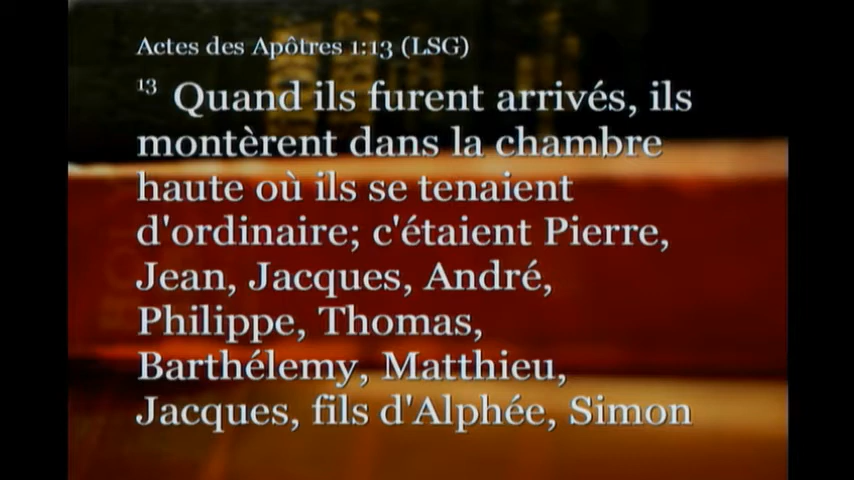 Actes des Apôtres 1:13 (LSG)
13 Quand ils furent arrivés, ils
montèrent dans la chambre
haute où ils se tenaient
d'ordinaire; c'étaient Pierre,
Jean, Jacques, André,
Philippe, Thomas,
Barthélemy, Matthieu,
Jacques, fils d'Alphée, Simon